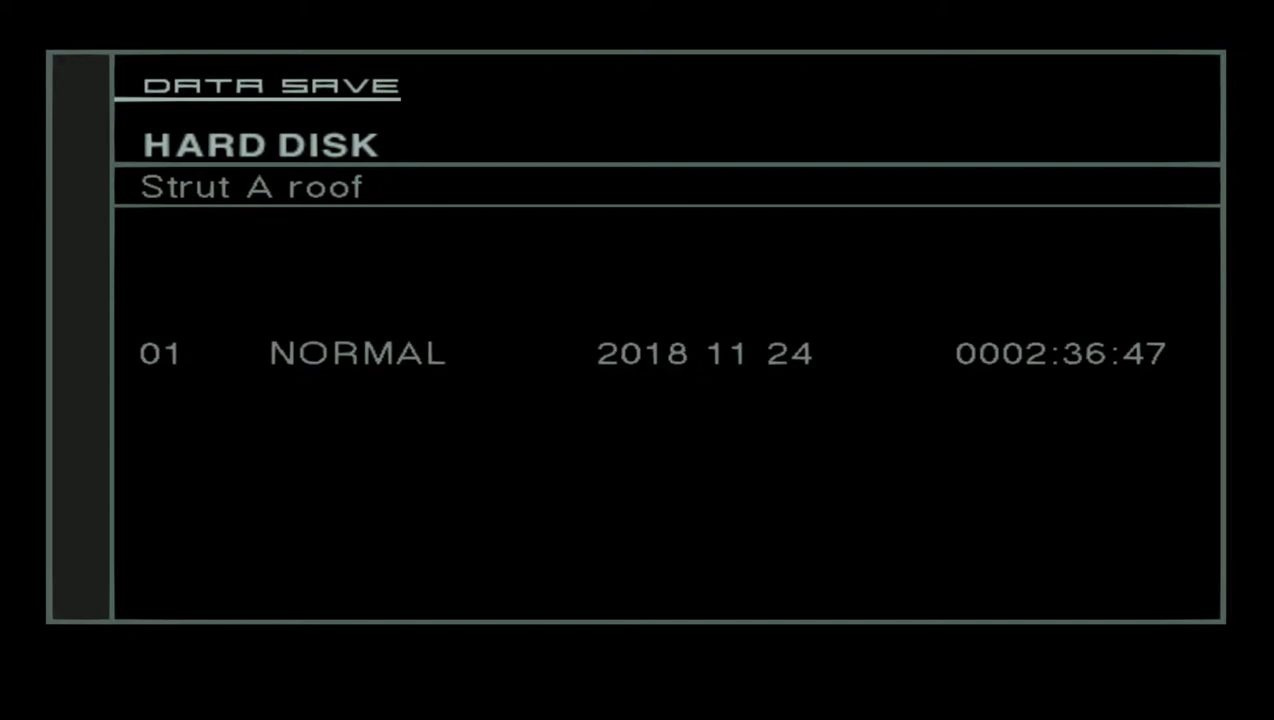 DATA SAVE
HARD DISK
Strut A roof
01 NORMAL 2018 11 24 0002:36:47